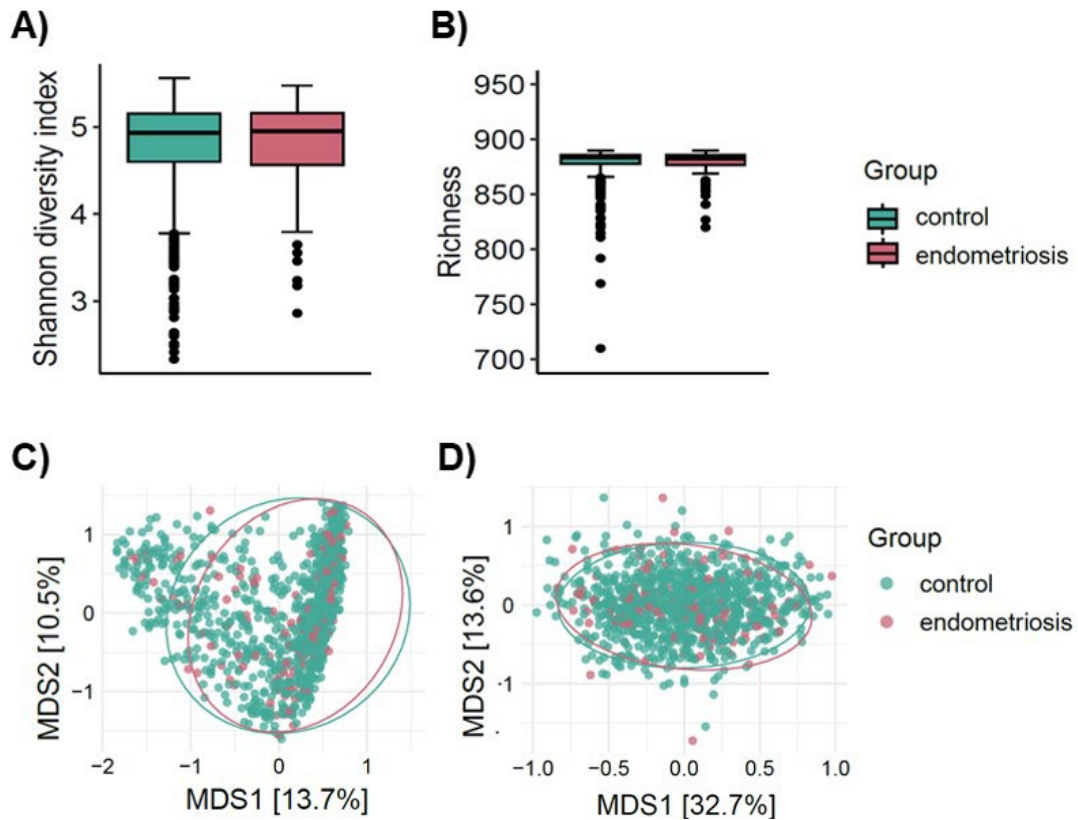 A)
B)
Shannon diversity index
5
4
3
Richness
950
900
850
800
750
700
Group
control
endometriosis
C)
D)
MDS2 [10.5%]
1
0
−1
−2 −1 0 1
MDS1 [13.7%]
MDS2 [13.6%]
1
0
-1
−1.0 −0.5 0.0 0.5 1.0
MDS1 [32.7%]
Group
control
endometriosis